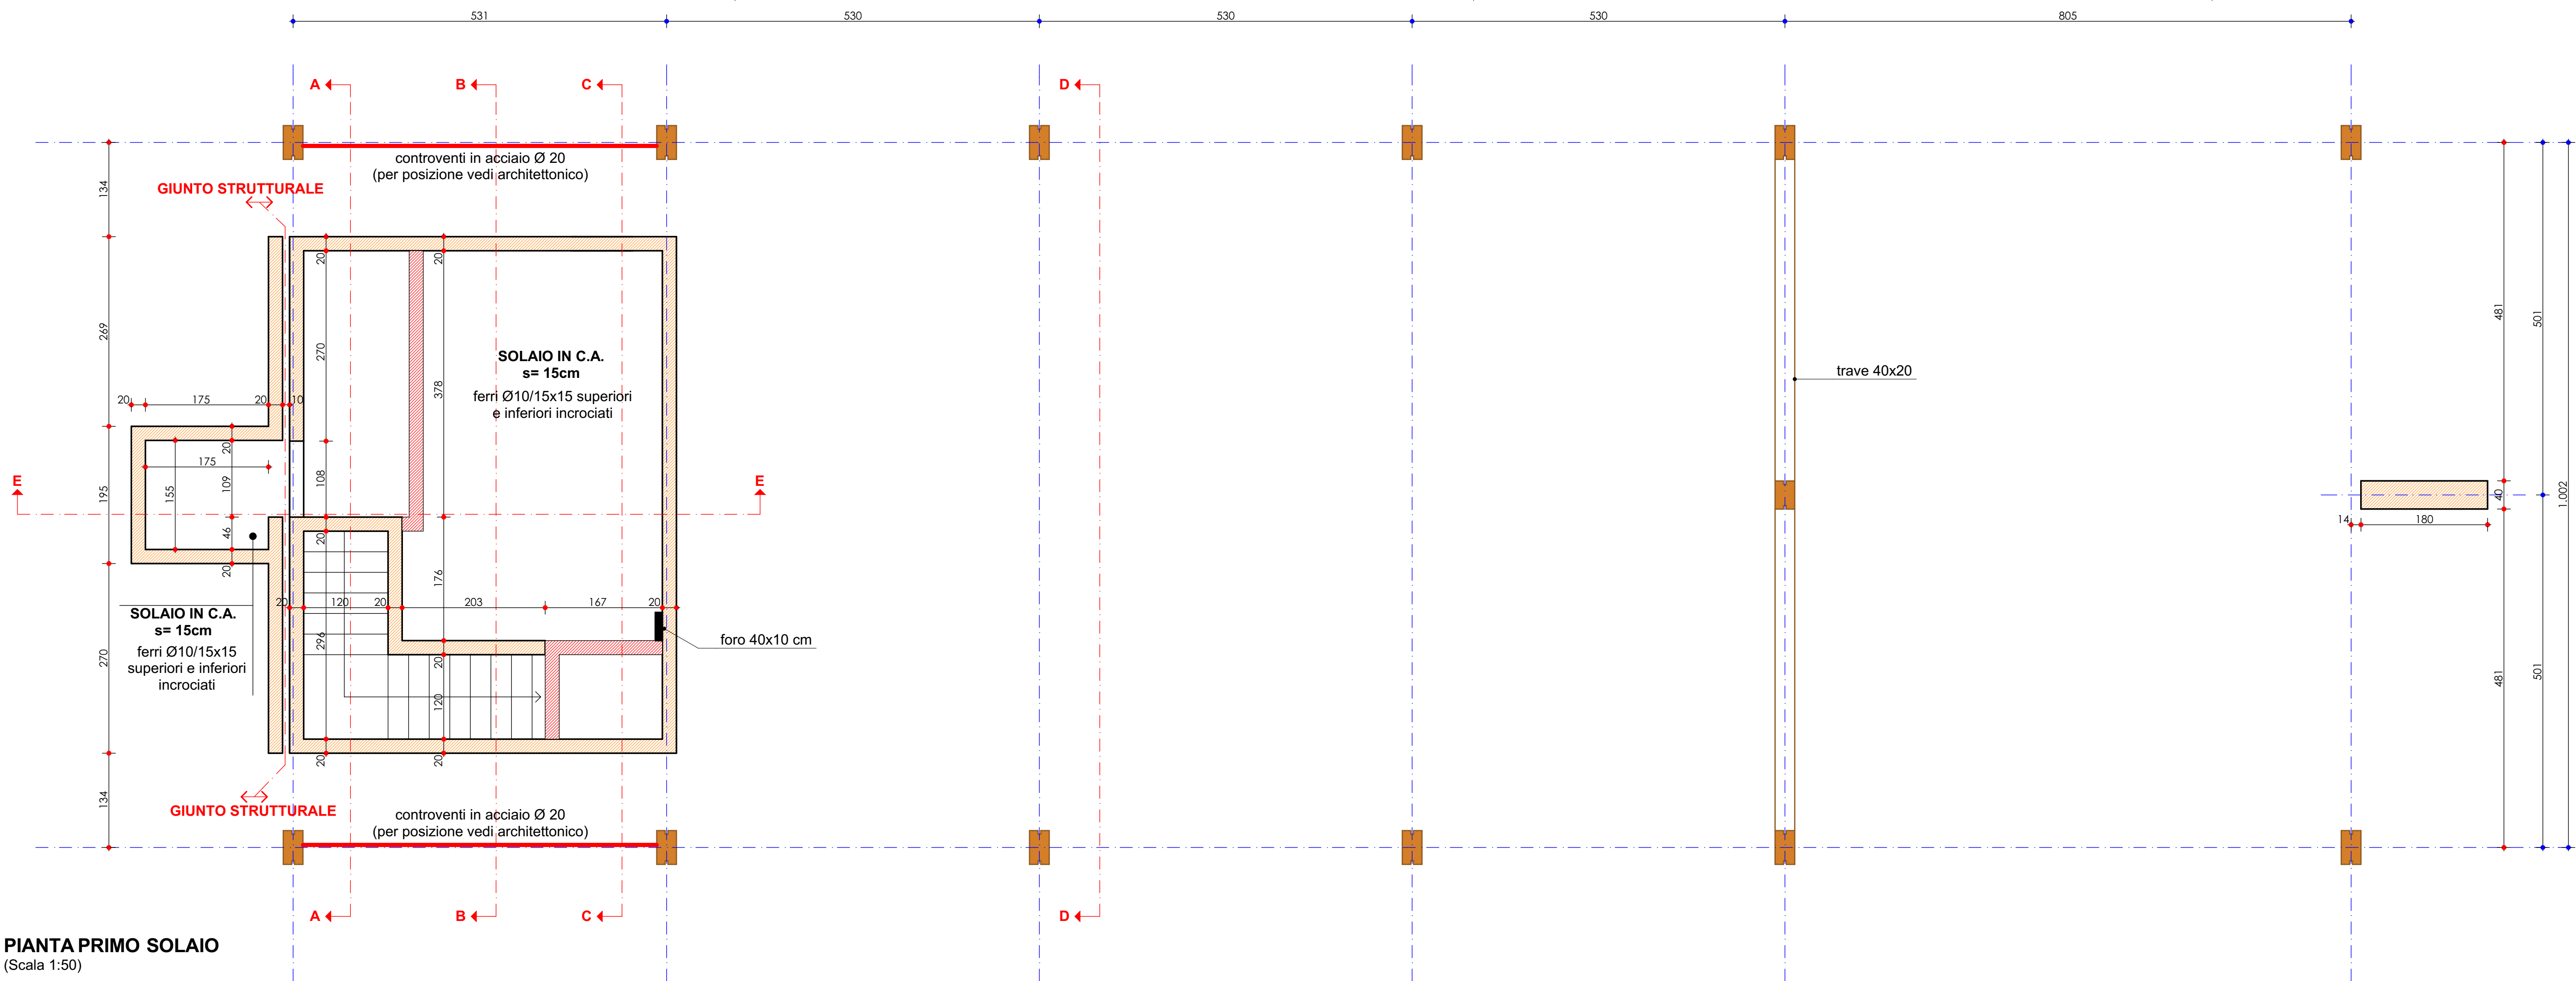 531
530
530
530
805
A
B
C
D
controventi in acciaio Ø 20
(per posizione vedi architettonico)
134
GIUNTO STRUTTURALE
20
20
481
501
269
270
SOLAIO IN C.A.
s= 15cm
378
ferri Ø10/15x15 superiori
e inferiori incrociati
trave 40x20
20
175
20
10
20
175
E
E
195
155
109
108
40
1.002
14
180
46
20
20
176
SOLAIO IN C.A.
s= 15cm
20
120
20
203
167
20
296
foro 40x10 cm
270
ferri Ø10/15x15
superiori e inferiori
incrociati
20
120
481
501
20
20
134
GIUNTO STRUTTURALE
controventi in acciaio Ø 20
(per posizione vedi architettonico)
A
B
C
D
PIANTA PRIMO SOLAIO
(Scala 1:50)